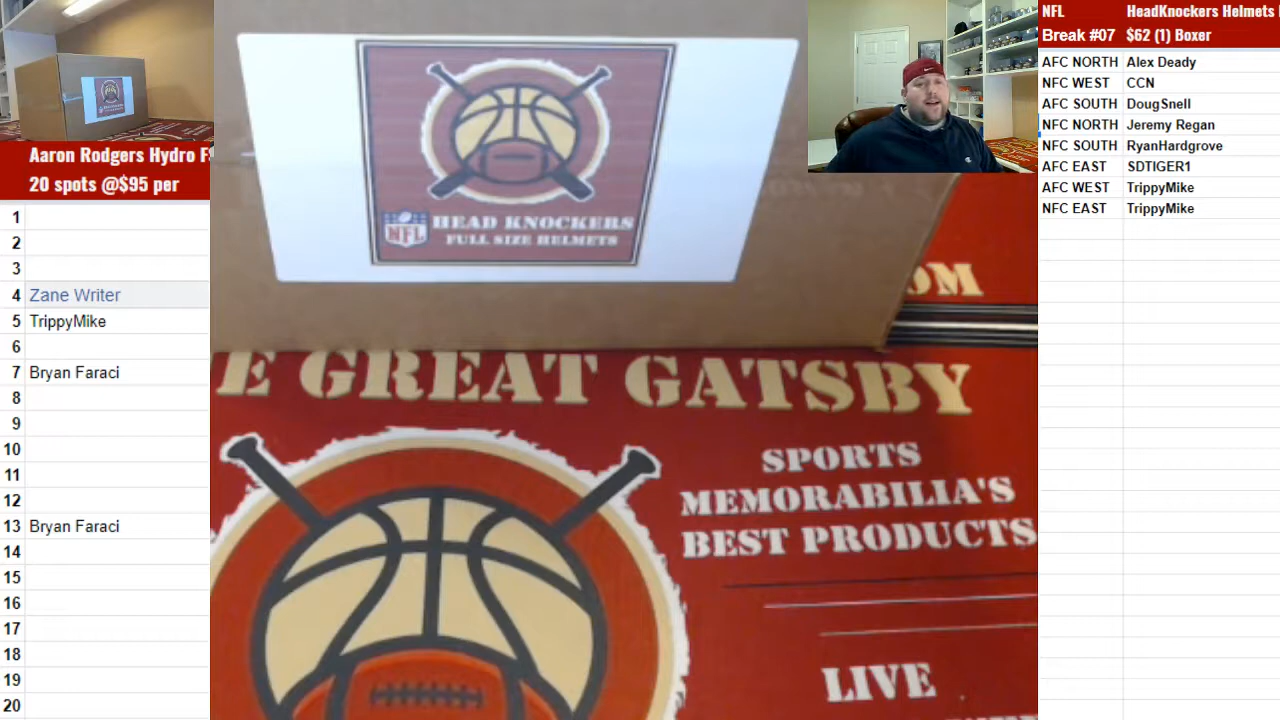 Aaron Rodgers Hydro
20 spots @$95 per
1
2
3
4 Zane Writer
5 TrippyMike
6
7 Bryan Faraci
8
9
10
11
12
13 Bryan Faraci
14
15
16
17
18
19
20
NFL
HEAD KNOCKERS
FULL SIZE HELMETS
E GREAT GATSBY
SPORTS
MEMORABILIA'S
BEST PRODUCTS
LIVE
OM
NFL HeadKnockers Helmets
Break #07 $62 (1) Boxer
AFC NORTH Alex Deady
NFC WEST CCN
AFC SOUTH DougSnell
NFC NORTH Jeremy Regan
NFC SOUTH RyanHardgrove
AFC EAST SDTIGER1
AFC WEST TrippyMike
NFC EAST TrippyMike